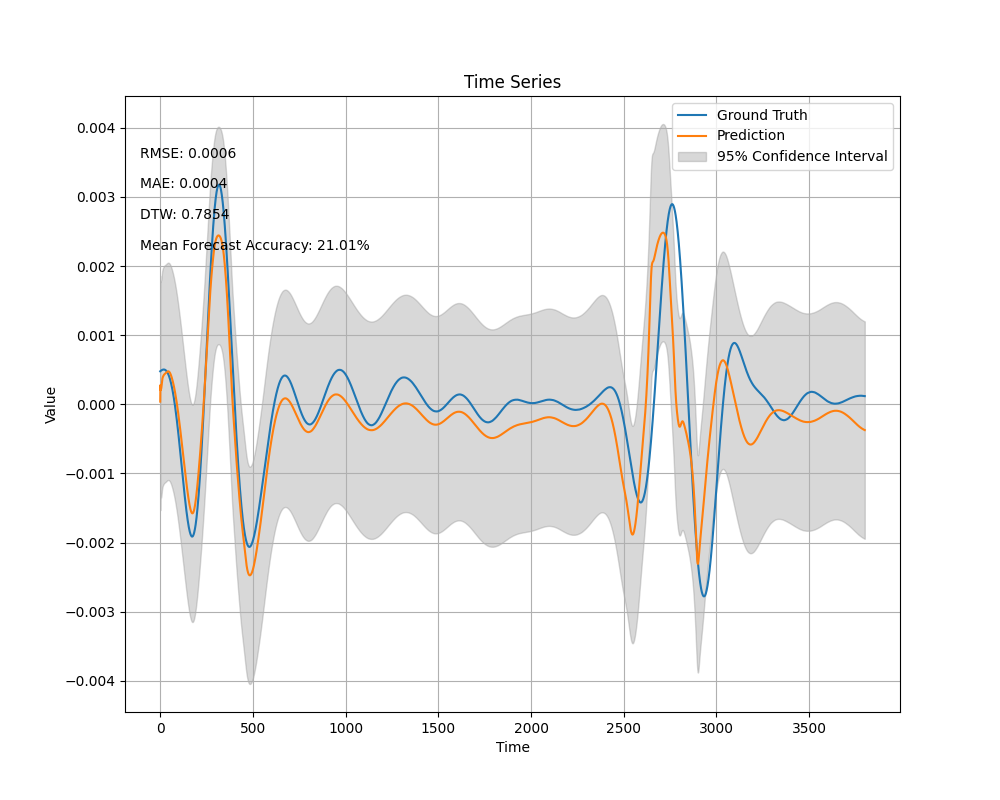 Time Series
Ground Truth
Prediction
95% Confidence Interval
RMSE: 0.0006
MAE: 0.0004
DTW: 0.7854
Mean Forecast Accuracy: 21.01%
Value
0.004
0.003
0.002
0.001
0.000
−0.001
−0.002
−0.003
−0.004
0 500 1000 1500 2000 2500 3000 3500
Time